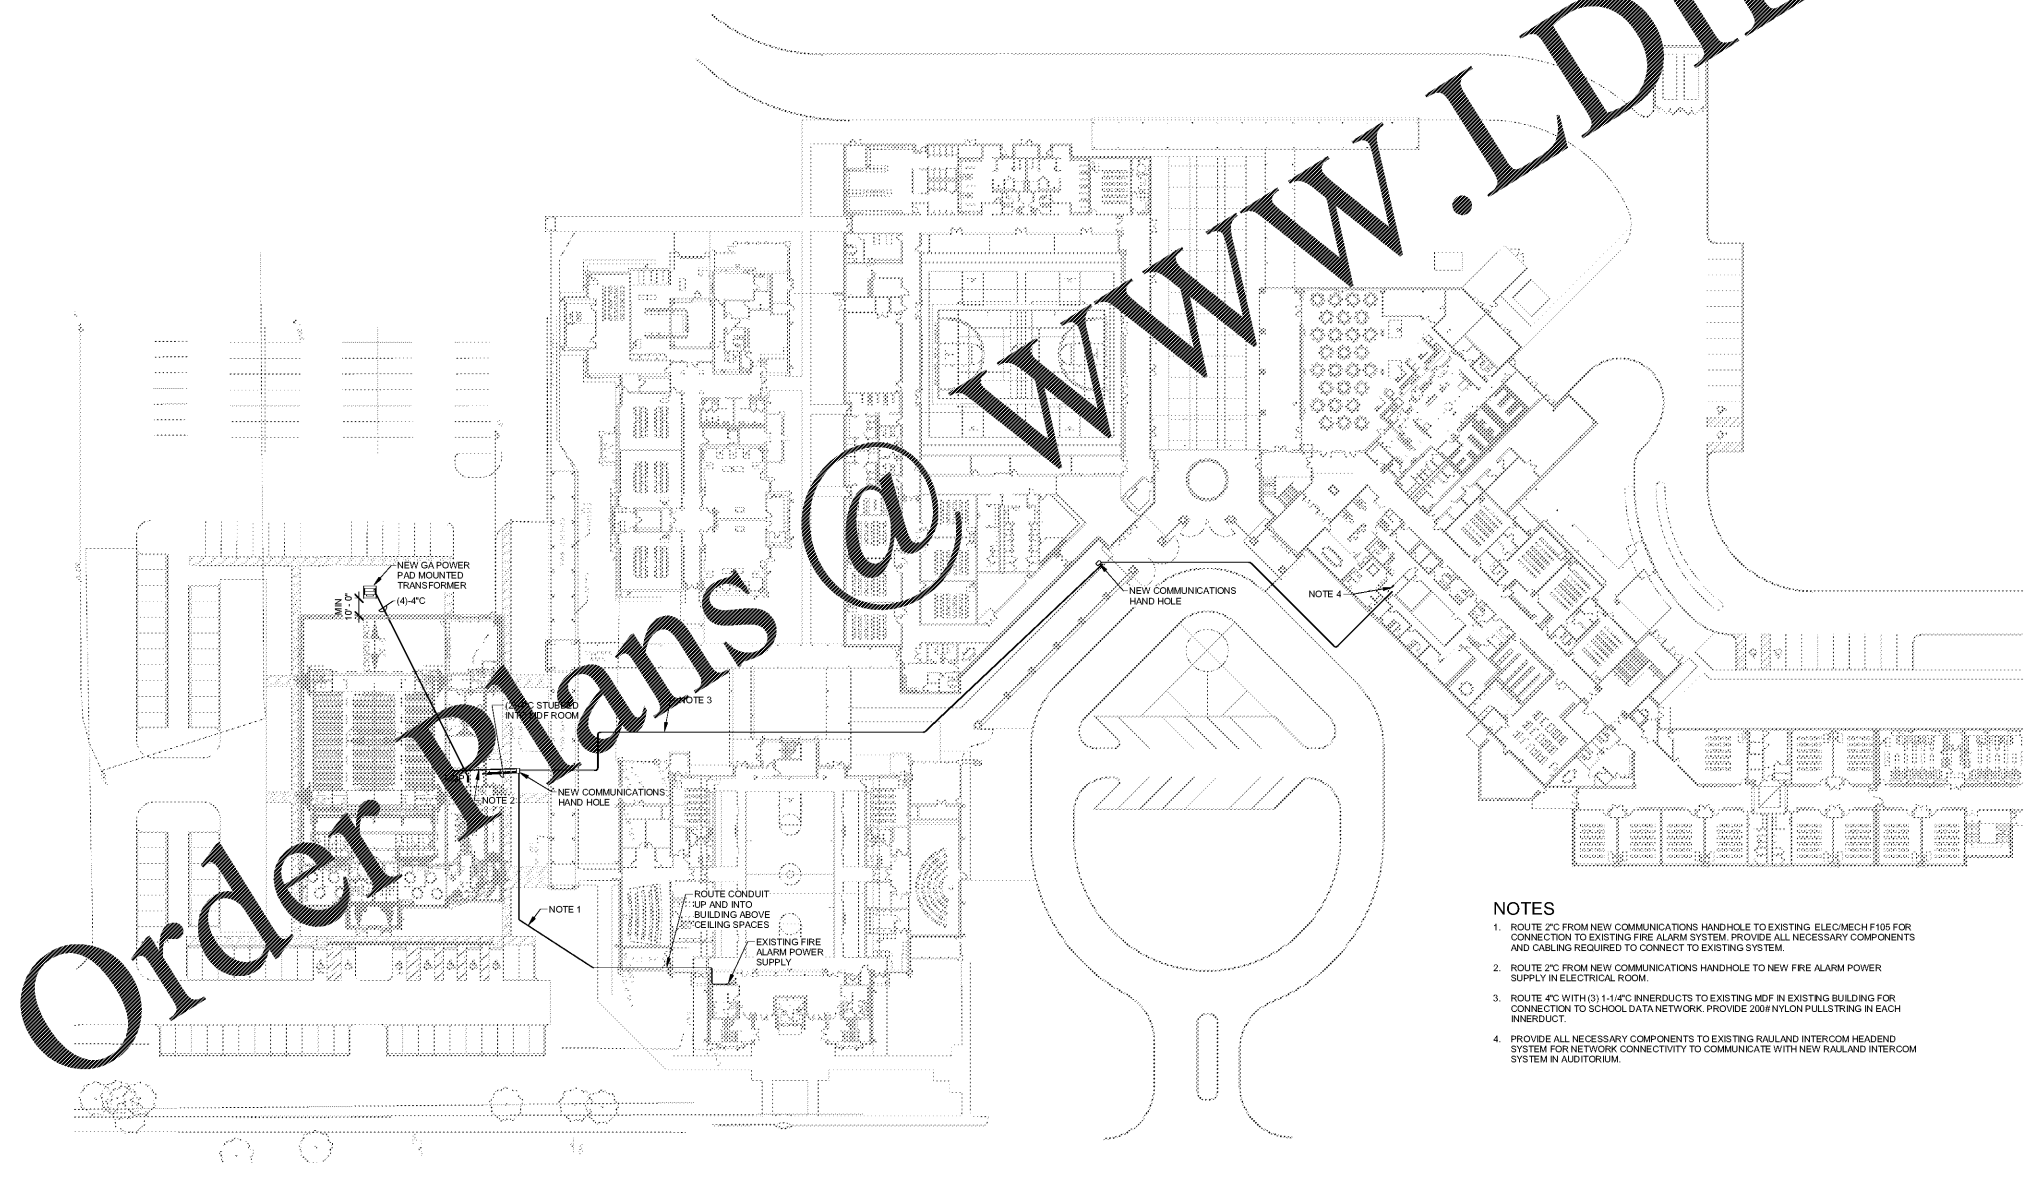 Order Plans @ www.LDI
NEW GA POWER
PAD MOUNTED
TRANSFORMER
(4)-4"C
MIN
10' - 0"
STUBBED
INTO MDF ROOM
NOTE 2
NEW COMMUNICATIONS
HAND HOLE
NOTE 3
NOTE 1
ROUTE CONDUIT
UP AND INTO
BUILDING ABOVE
CEILING SPACES
EXISTING FIRE
ALARM POWER
SUPPLY
NEW COMMUNICATIONS
HAND HOLE
NOTE 4
NOTES
1. ROUTE 2"C FROM NEW COMMUNICATIONS HANDHOLE TO EXISTING ELEC/MECH F105 FOR
CONNECTION TO EXISTING FIRE ALARM SYSTEM. PROVIDE ALL NECESSARY COMPONENTS
AND CABLING REQUIRED TO CONNECT TO EXISTING SYSTEM.
2. ROUTE 2"C FROM NEW COMMUNICATIONS HANDHOLE TO NEW FIRE ALARM POWER
SUPPLY IN ELECTRICAL ROOM.
3. ROUTE 4"C WITH (3) 1-1/4"C INNERDUCTS TO EXISTING MDF IN EXISTING BUILDING FOR
CONNECTION TO SCHOOL DATA NETWORK. PROVIDE 200# NYLON PULLSTRING IN EACH
INNERDUCT.
4. PROVIDE ALL NECESSARY COMPONENTS TO EXISTING RAULAND INTERCOM HEADEND
SYSTEM FOR NETWORK CONNECTIVITY TO COMMUNICATE WITH NEW RAULAND INTERCOM
SYSTEM IN AUDITORIUM.